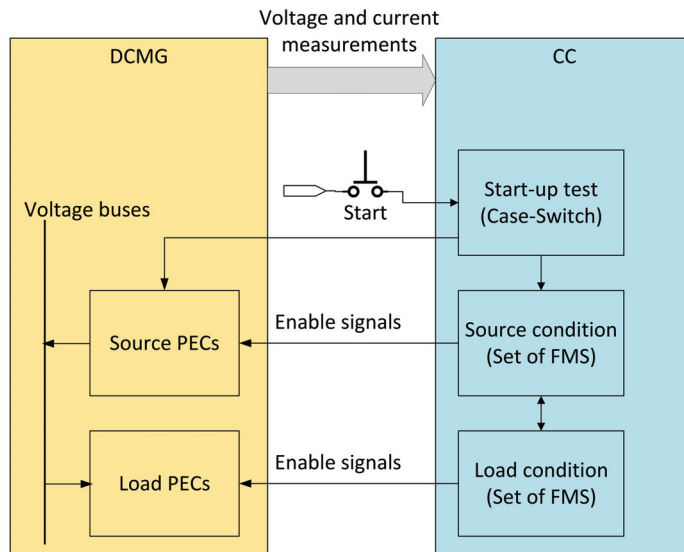 Voltage and current
measurements
DCMG
CC
Start
Start-up test
(Case-Switch)
Voltage buses
Source PECs
Enable signals
Source condition
(Set of FMS)
Load PECs
Enable signals
Load condition
(Set of FMS)